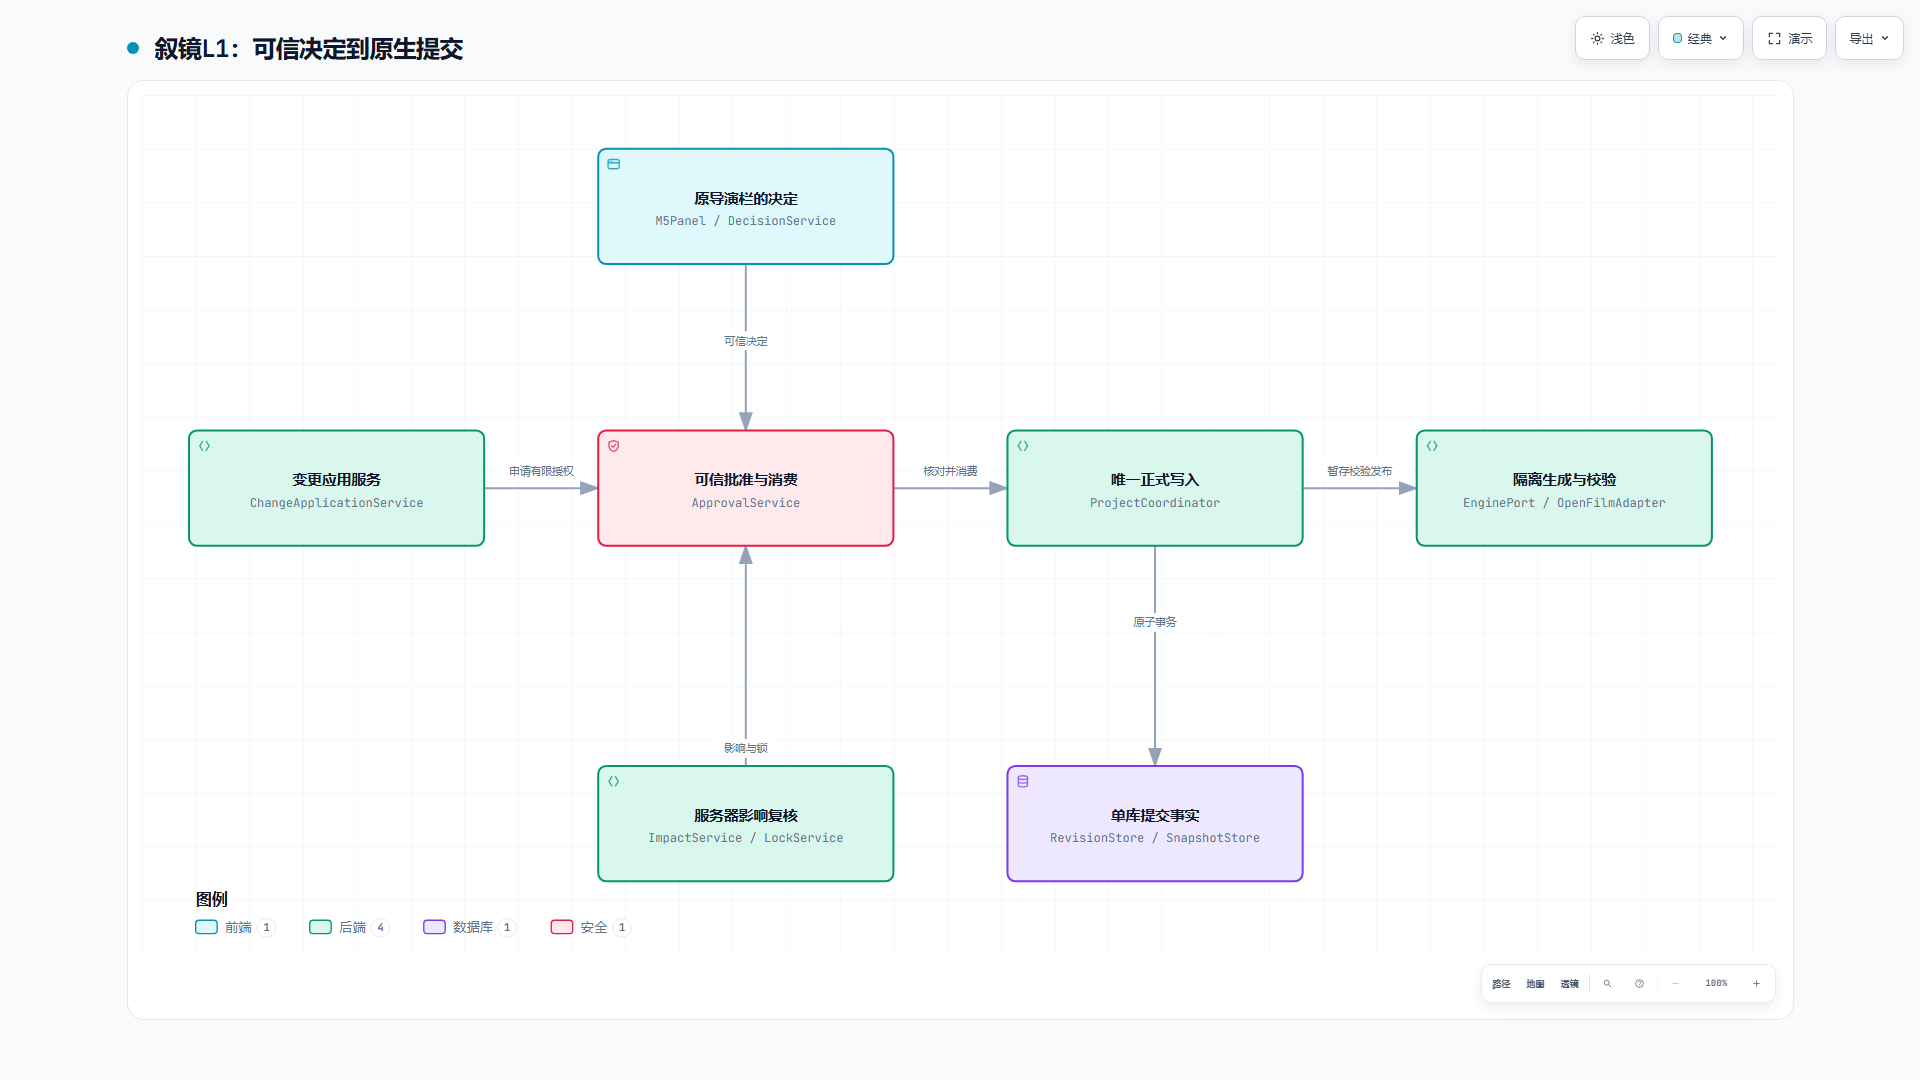 叙镜L1：可信决定到原生提交
浅色
经典
演示
导出
原导演栏的决定
M5Panel / DecisionService
可信决定
变更应用服务
ChangeApplicationService
申请有限授权
可信批准与消费
ApprovalService
核对并消费
唯一正式写入
ProjectCoordinator
暂存校验发布
隔离生成与校验
EnginePort / OpenFilmAdapter
原子事务
影响与锁
服务器影响复核
ImpactService / LockService
单库提交事实
RevisionStore / SnapshotStore
图例
前端 1
后端 4
数据库 1
安全 1
路径 地图 透镜 − 100% +